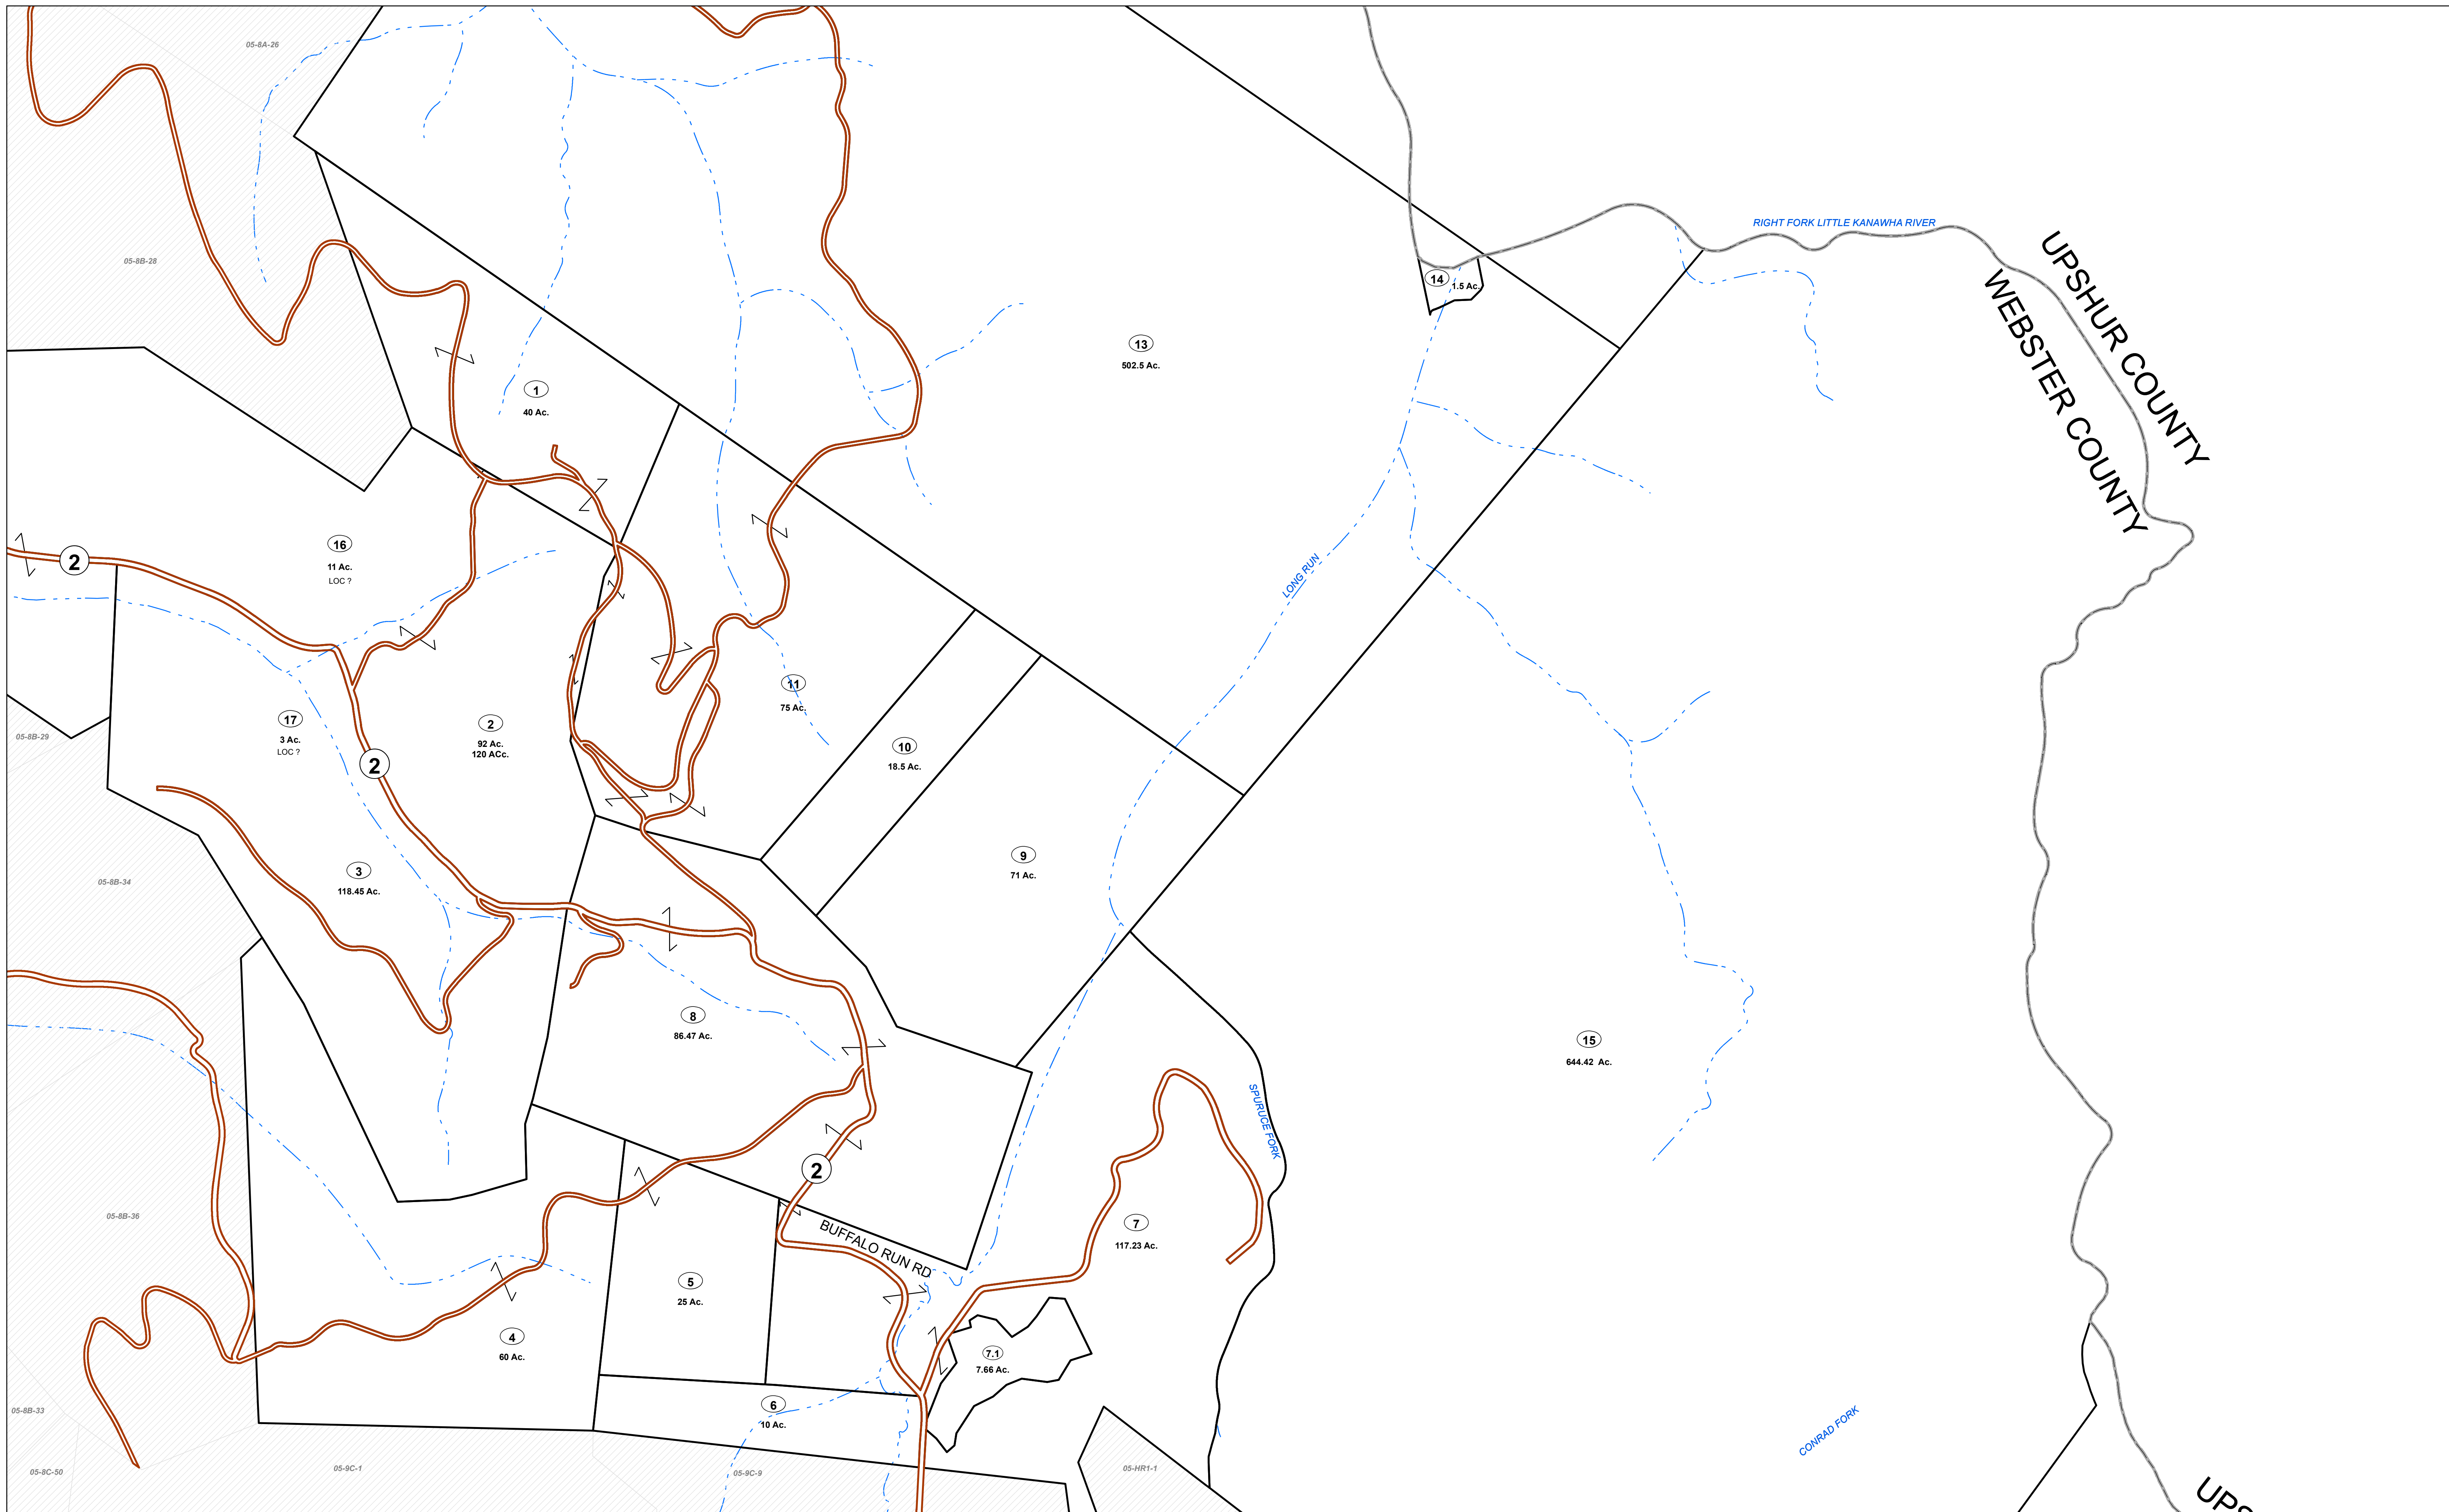 05-8A-26
RIGHT FORK LITTLE KANAWHA RIVER
UPSHUR COUNTY
WEBSTER COUNTY
05-8B-28
14
1.5 Ac.
13
502.5 Ac.
1
40 Ac.
16
11 Ac.
LOC ?
2
LONG RUN
11
75 Ac.
17
3 Ac.
LOC ?
2
92 Ac.
120 ACc.
05-8B-29
10
18.5 Ac.
2
9
71 Ac.
3
118.45 Ac.
05-8B-34
8
86.47 Ac.
15
644.42 Ac.
SPURUCE FORK
2
05-8B-36
7
117.23 Ac.
BUFFALO RUN RD
5
25 Ac.
4
60 Ac.
7.1
7.66 Ac.
6
10 Ac.
05-8B-33
CONRAD FORK
05-8C-50
05-9C-1
05-9C-9
05-HR1-1
UPS